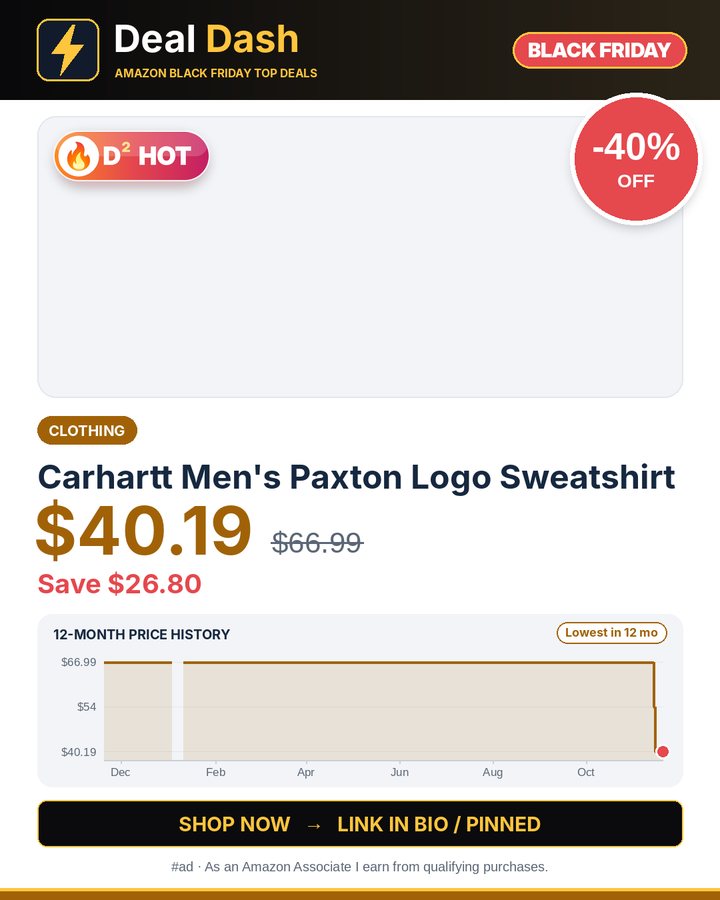 Deal Dash
AMAZON BLACK FRIDAY TOP DEALS
BLACK FRIDAY
D² HOT
-40%
OFF
CLOTHING
Carhartt Men's Paxton Logo Sweatshirt
$40.19 $66.99
Save $26.80
12-MONTH PRICE HISTORY
Lowest in 12 mo
$66.99
$54
$40.19
Dec Feb Apr Jun Aug Oct
SHOP NOW → LINK IN BIO / PINNED
#ad · As an Amazon Associate I earn from qualifying purchases.